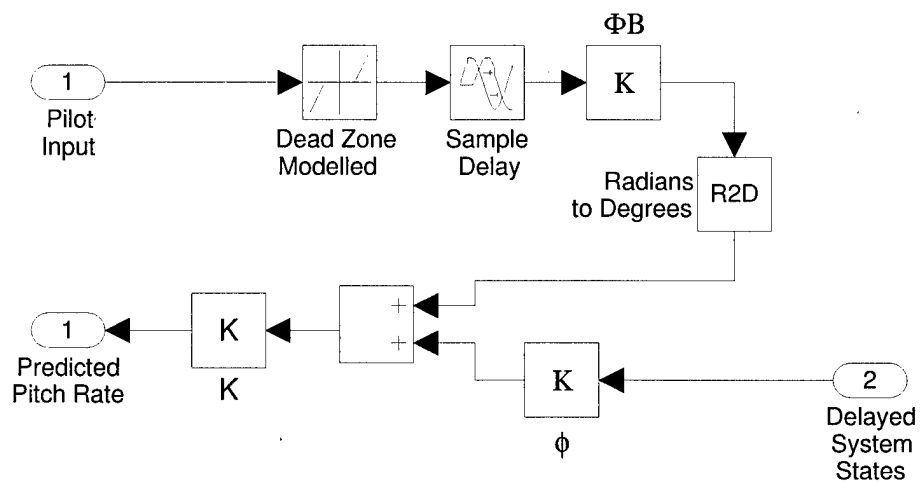 ΦB
1
K
Pilot
Input
Dead Zone
Modelled
Sample
Delay
Radians
to Degrees
R2D
+
+
1
K
K
2
Predicted
Pitch Rate
K
ϕ
Delayed
System
States